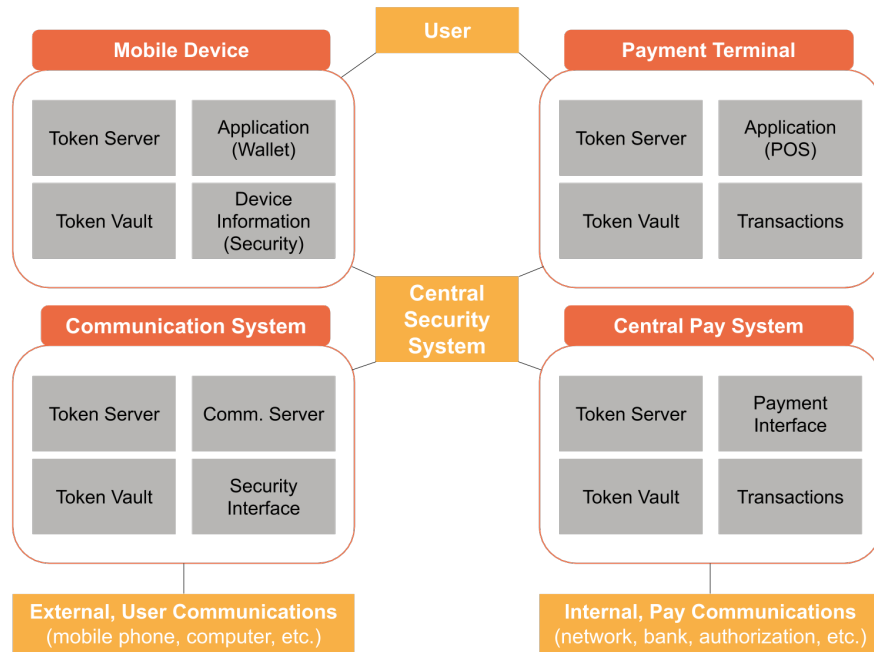 User
Mobile Device
Token Server
Application
(Wallet)
Token Vault
Device
Information
(Security)
Payment Terminal
Token Server
Application
(POS)
Token Vault
Transactions
Central
Security
System
Communication System
Token Server
Comm. Server
Token Vault
Security
Interface
Central Pay System
Token Server
Payment
Interface
Token Vault
Transactions
External, User Communications
(mobile phone, computer, etc.)
Internal, Pay Communications
(network, bank, authorization, etc.)